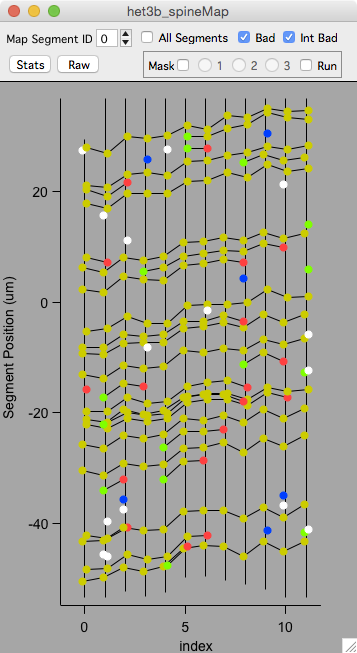 het3b_spineMap
Map Segment ID 0 All Segments Bad Int Bad
Stats Raw Mask 1 2 3 Run
20
0
-20
-40
Segment Position (um)
0 5 10
index